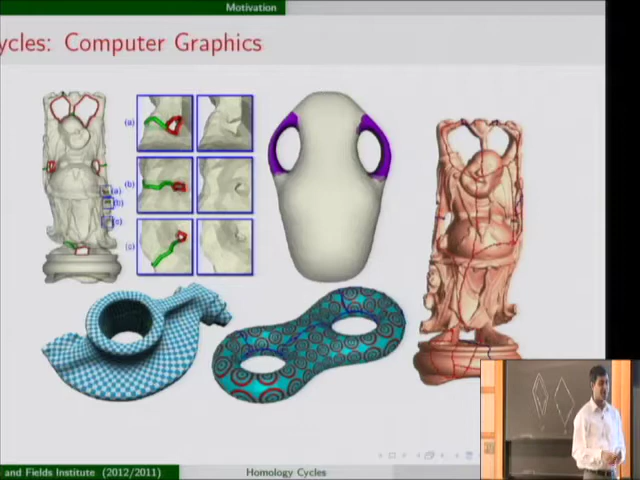 Motivation
ycles: Computer Graphics
(a)
(b)
(c)
(a)
(b)
(c)
and Fields Institute (2012/2011)
Homology Cycles